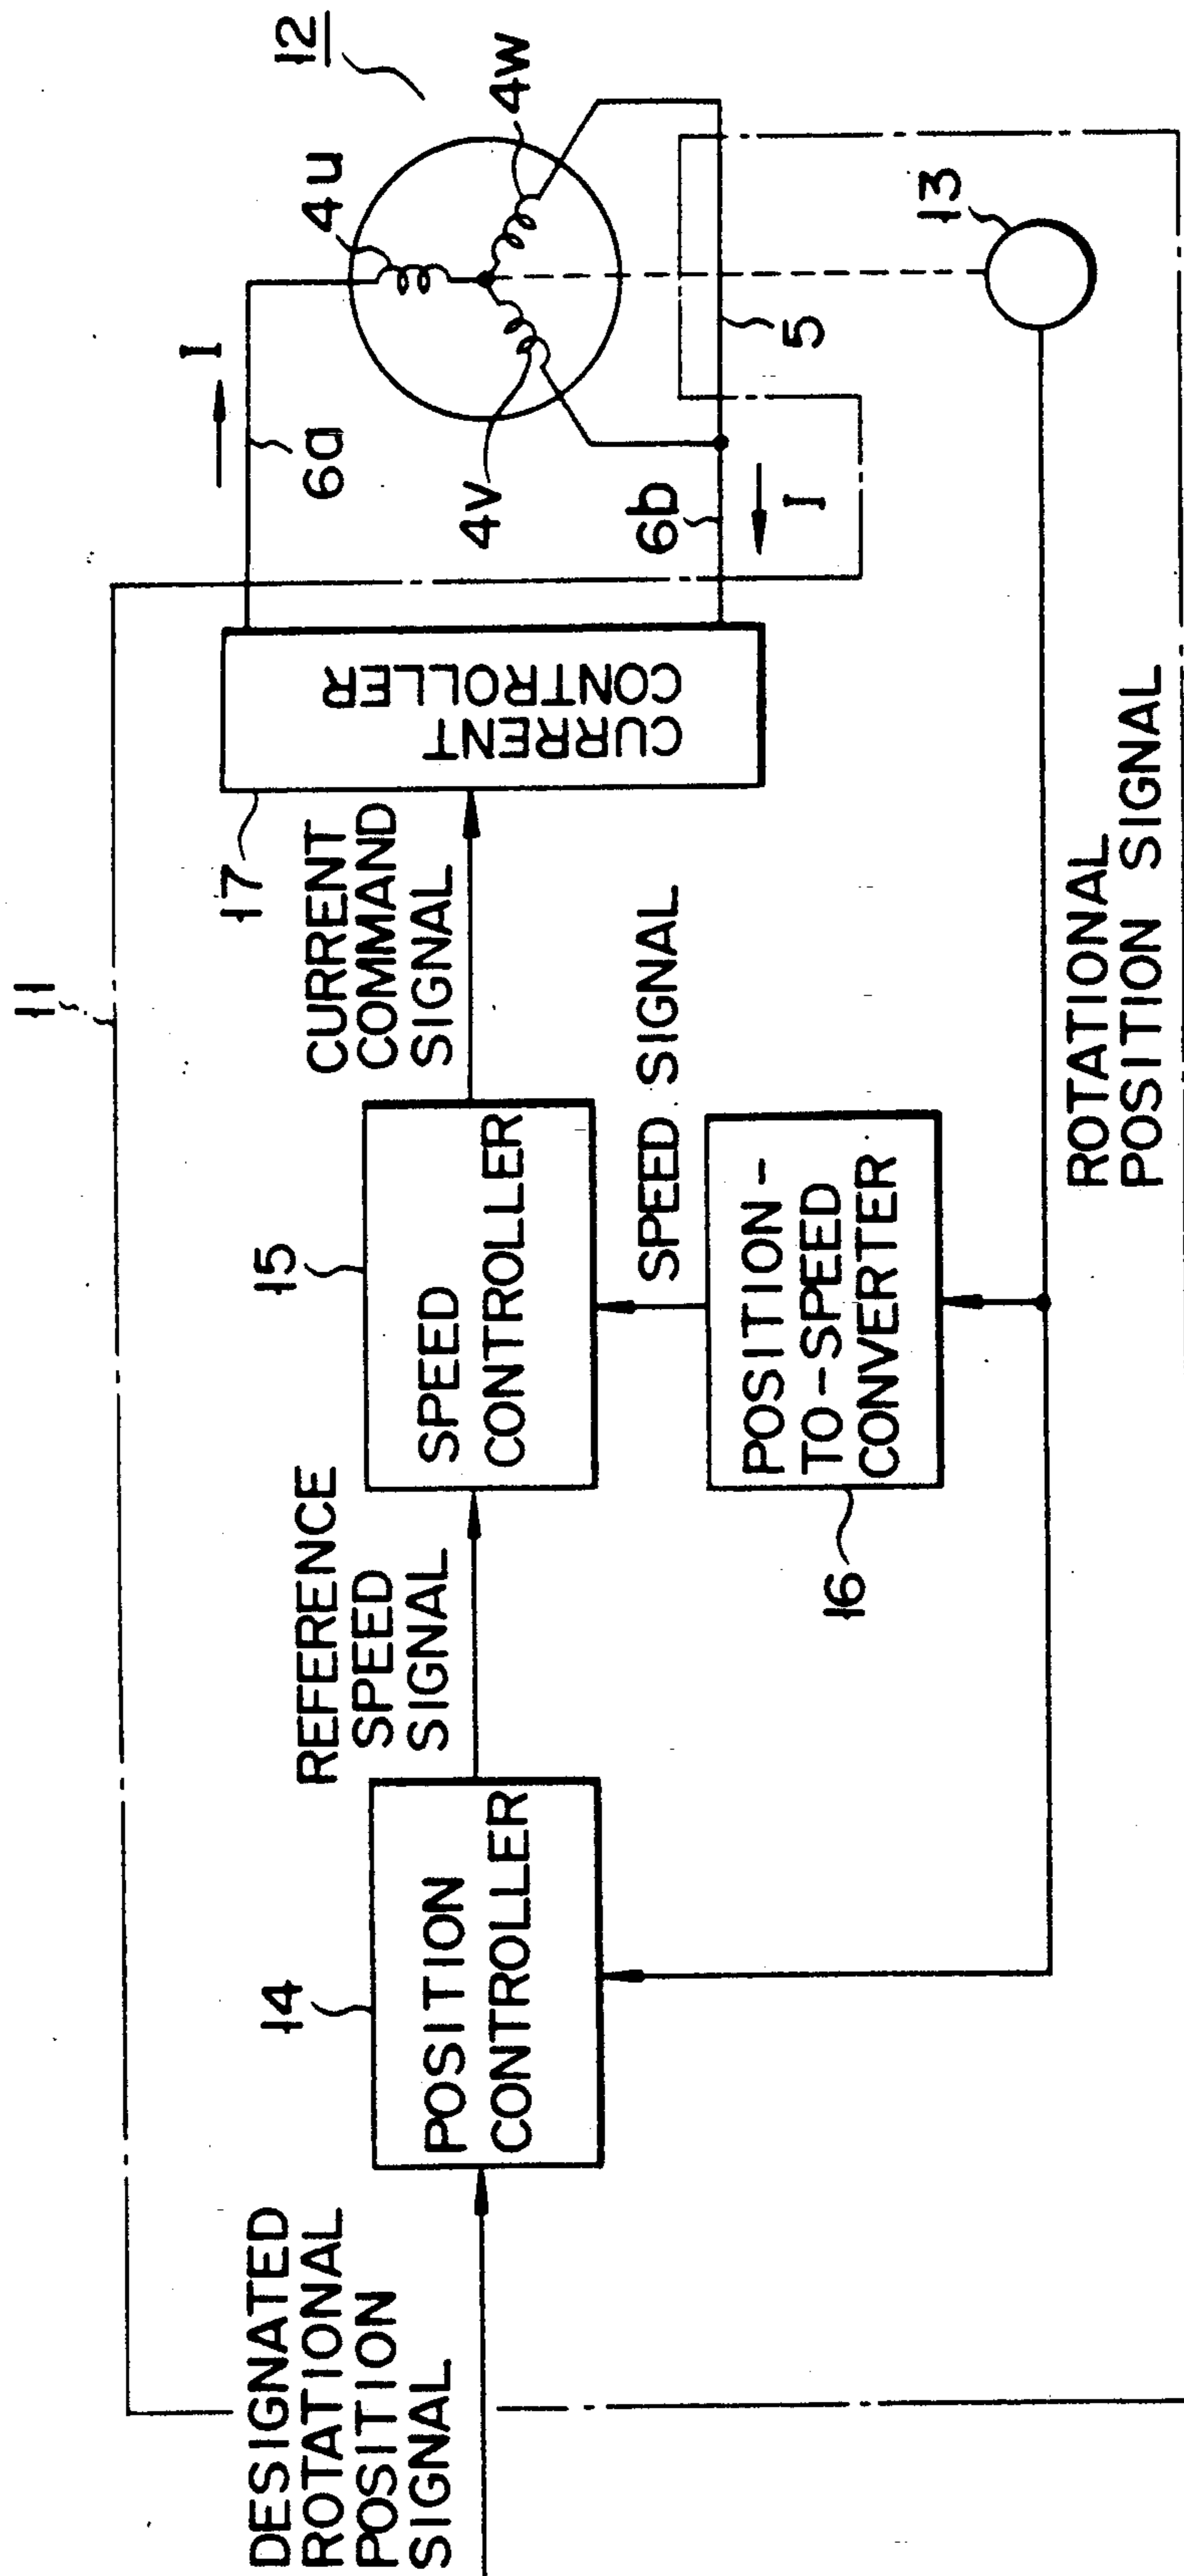 11
12
4u
4w
4v
I
6a
6b
I
5
13
17
CURRENT
CONTROLLER
CURRENT
COMMAND
SIGNAL
15
SPEED
CONTROLLER
SPEED SIGNAL
POSITION-
TO-SPEED
CONVERTER
16
REFERENCE
SPEED
SIGNAL
14
POSITION
CONTROLLER
DESIGNATED
ROTATIONAL
POSITION
SIGNAL
ROTATIONAL
POSITION SIGNAL